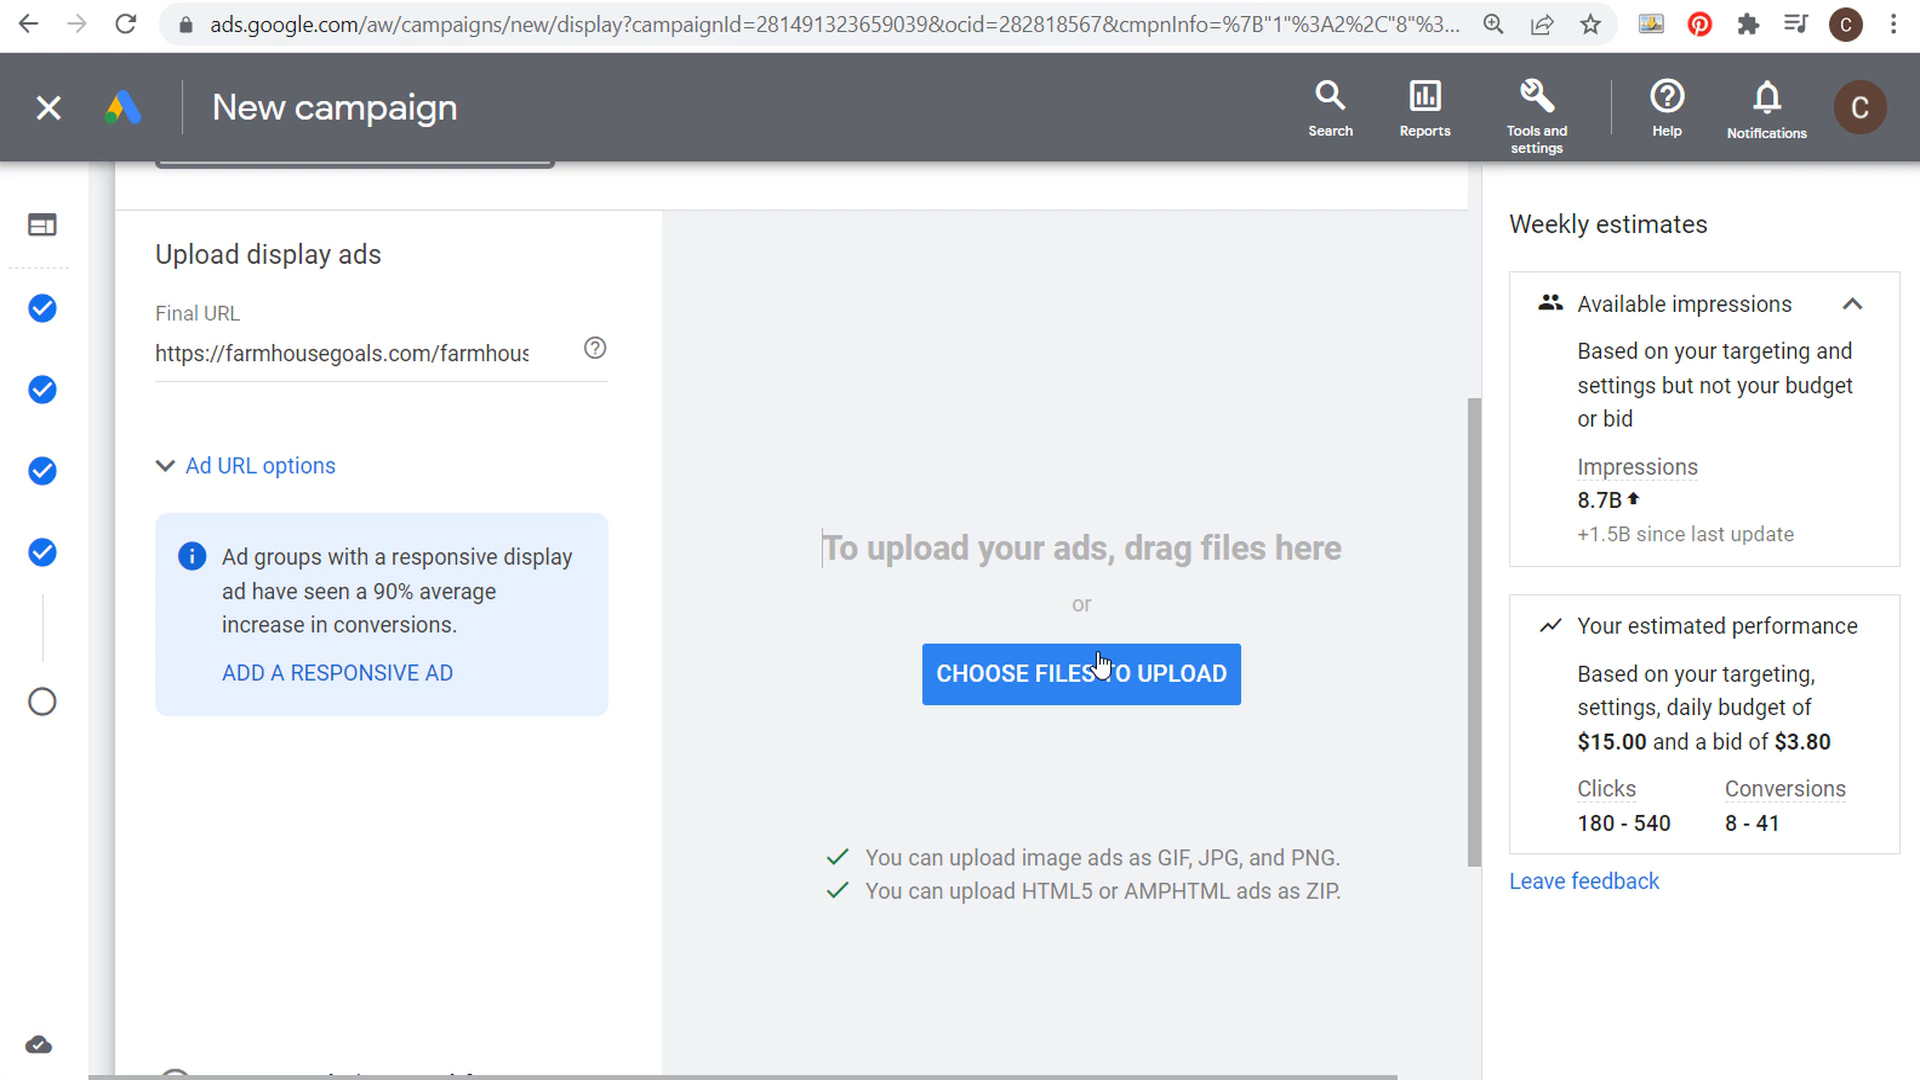 ads.google.com/aw/campaigns/new/display?campaignId=281491323659039&ocid=282818567&cmpnInfo=%7B"1"%3A2%2C"8"%3...
C
New campaign
Search
Reports
Tools and
settings
Help
Notifications
C
Upload display ads
Final URL
https://farmhousegoals.com/farmhous
Ad URL options
Ad groups with a responsive display
ad have seen a 90% average
increase in conversions.
ADD A RESPONSIVE AD
To upload your ads, drag files here
or
CHOOSE FILES TO UPLOAD
You can upload image ads as GIF, JPG, and PNG.
You can upload HTML5 or AMPHTML ads as ZIP.
Weekly estimates
Available impressions
Based on your targeting and
settings but not your budget
or bid
Impressions
8.7B
+1.5B since last update
Your estimated performance
Based on your targeting,
settings, daily budget of
$15.00 and a bid of $3.80
Clicks Conversions
180 - 540 8 - 41
Leave feedback